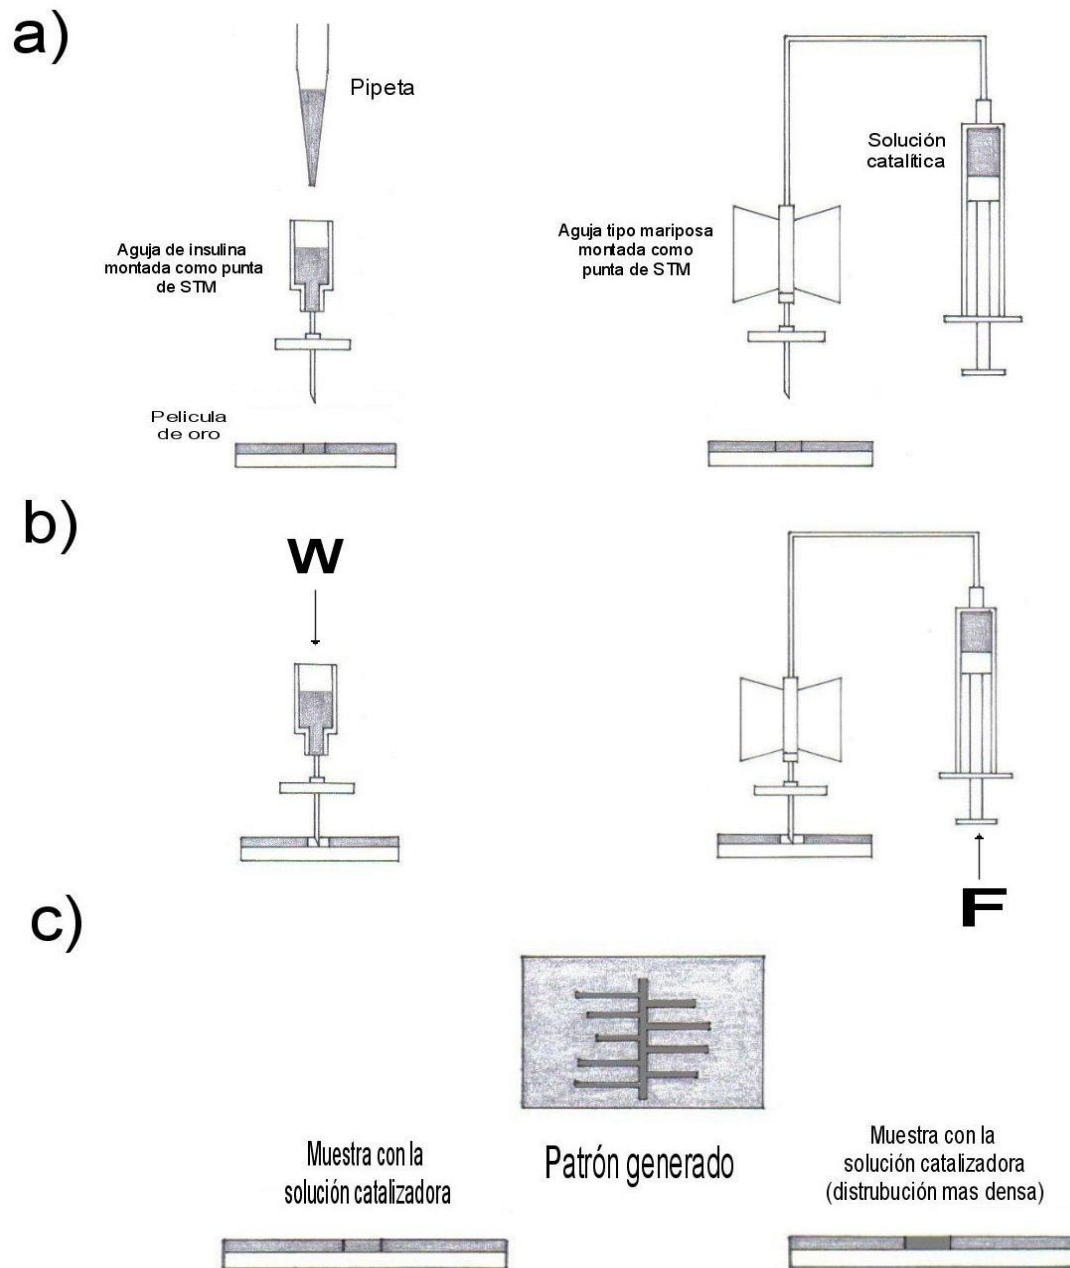 a)
Pipeta
Aguja de insulina
montada como punta
de STM
Pelicula
de oro
Solución
catalítica
Aguja tipo mariposa
montada como
punta de STM
b)
W
F
c)
Muestra con la
solución catalizadora
Patrón generado
Muestra con la
solución catalizadora
(distrubución mas densa)